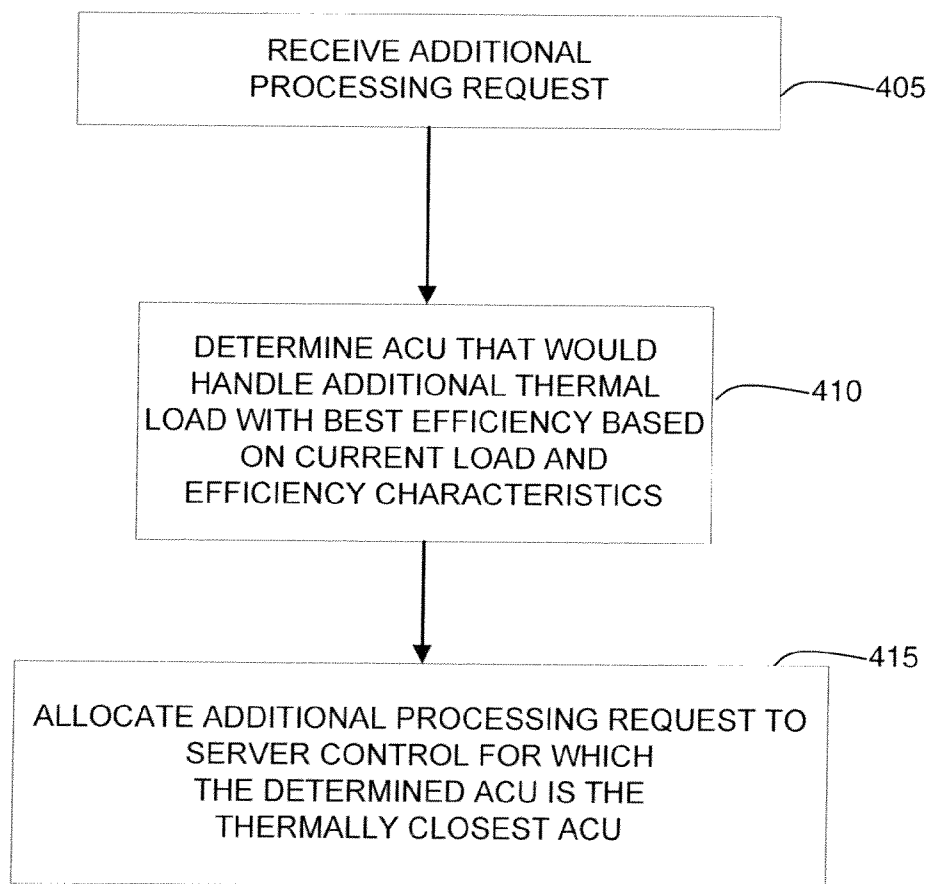 RECEIVE ADDITIONAL
PROCESSING REQUEST
405
DETERMINE ACU THAT WOULD
HANDLE ADDITIONAL THERMAL
LOAD WITH BEST EFFICIENCY BASED
ON CURRENT LOAD AND
EFFICIENCY CHARACTERISTICS
410
415
ALLOCATE ADDITIONAL PROCESSING REQUEST TO
SERVER CONTROL FOR WHICH
THE DETERMINED ACU IS THE
THERMALLY CLOSEST ACU